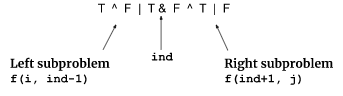 T ^ F | T & F ^ T | F
ind
Left subproblem
f(i, ind-1)
Right subproblem
f(ind+1, j)